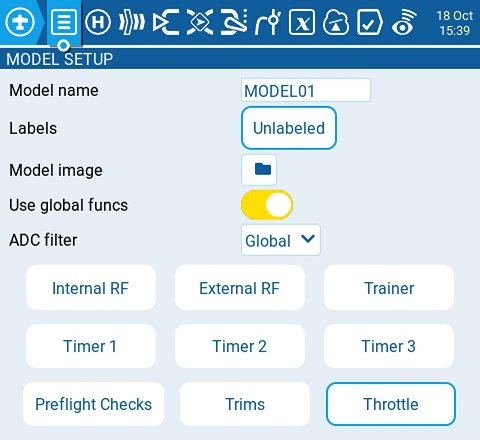 18 Oct
15:39
MODEL SETUP
Model name MODEL01
Labels Unlabeled
Model image
Use global funcs
ADC filter Global
Internal RF External RF Trainer
Timer 1 Timer 2 Timer 3
Preflight Checks Trims Throttle